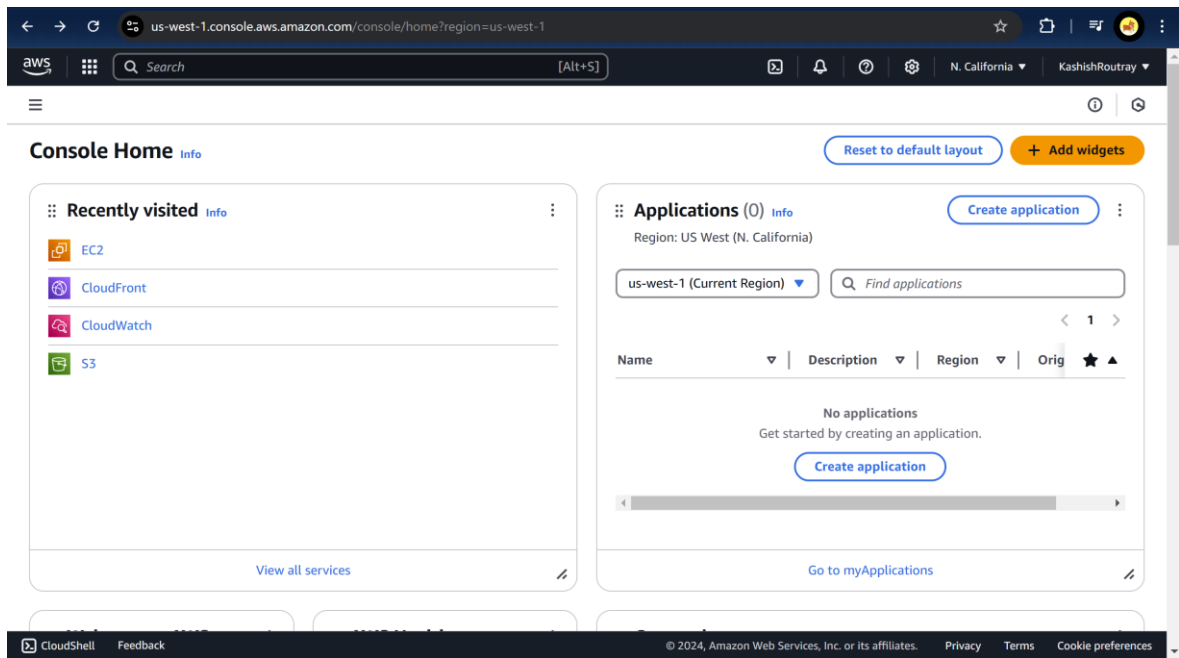 us-west-1.console.aws.amazon.com/console/home?region=us-west-1
aws
Search [Alt+S]
N. California
KashishRoutray
Console Home Info
Reset to default layout
+ Add widgets
Recently visited Info
EC2
CloudFront
CloudWatch
S3
View all services
Applications (0) Info
Create application
Region: US West (N. California)
us-west-1 (Current Region)
Find applications
1
Name Description Region Orig
No applications
Get started by creating an application.
Create application
Go to myApplications
CloudShell Feedback
© 2024, Amazon Web Services, Inc. or its affiliates. Privacy Terms Cookie preferences